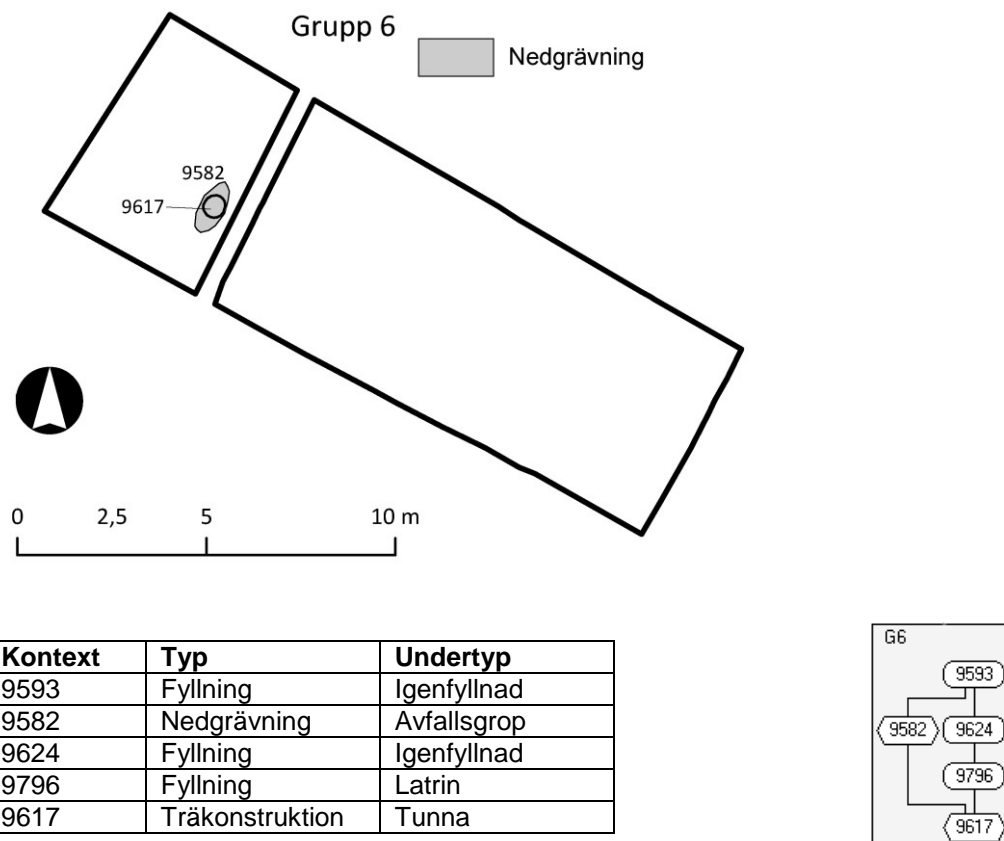 Grupp 6
Nedgrävning
9582
9617
0 2,5 5 10 m
Kontext Typ Undertyp
9593 Fyllning Igenfyllnad
9582 Nedgrävning Avfallsgrop
9624 Fyllning Igenfyllnad
9796 Fyllning Latrin
9617 Träkonstruktion Tunna
G6
9593
9582 9624
9796
9617